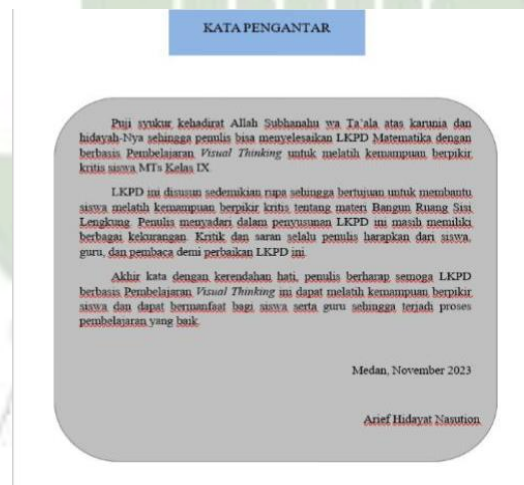 KATA PENGANTAR
Puji syukur kehadirat Allah Subhanahu wa Ta'ala atas karunia dan
hidayah-Nya sehingga penulis bisa menyelesaikan LKPD Matematika dengan
berbasis Pembelajaran Visual Thinking untuk melatih kemampuan berpikir
kritis siswa MTs Kelas IX.
LKPD ini disusun sedemikian rupa sehingga bertujuan untuk membantu
siswa melatih kemampuan berpikir kritis tentang materi Bangun Ruang Sisi
Lengkung. Penulis menyadari dalam penyusunan LKPD ini masih memiliki
berbagai kekurangan. Kritik dan saran selalu penulis harapkan dari siswa,
guru, dan pembaca demi perbaikan LKPD ini.
Akhir kata dengan kerendahan hati, penulis berharap semoga LKPD
berbasis Pembelajaran Visual Thinking ini dapat melatih kemampuan berpikir
siswa dan dapat bermanfaat bagi siswa serta guru sehingga terjadi proses
pembelajaran yang baik.
Medan, November 2023
Arief Hidayat Nasution